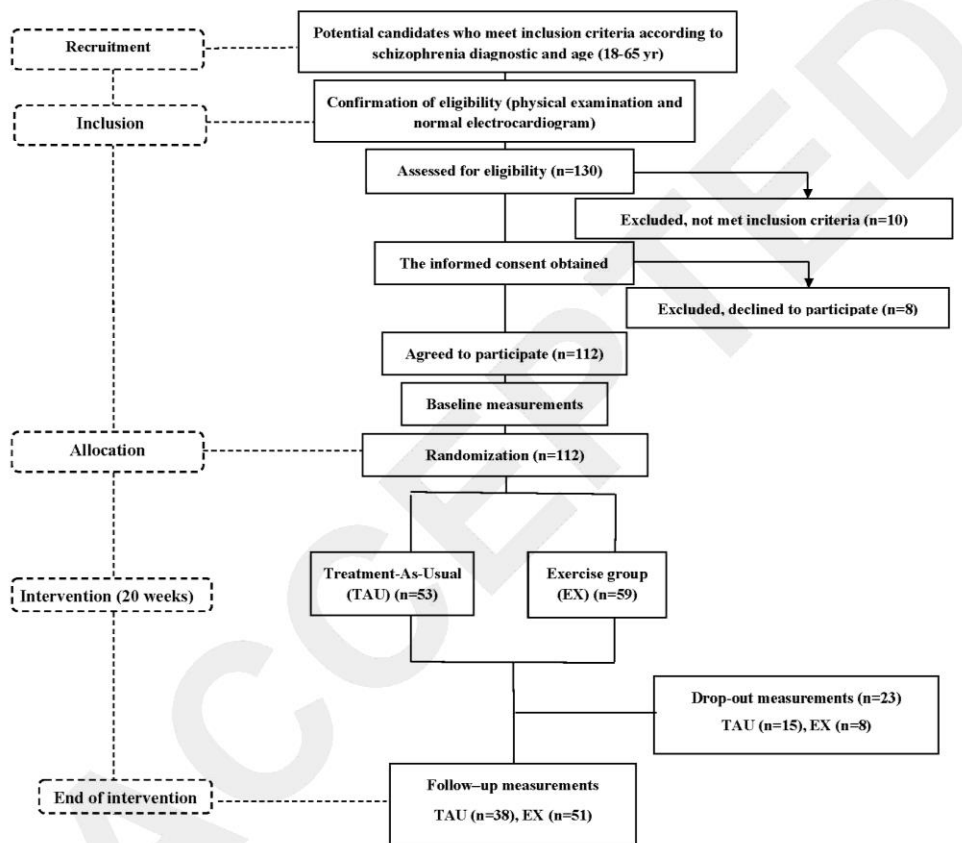 Recruitment
Potential candidates who meet inclusion criteria according to
schizophrenia diagnostic and age (18-65 yr)
Inclusion
Confirmation of eligibility (physical examination and
normal electrocardiogram)
Assessed for eligibility (n=130)
Excluded, not met inclusion criteria (n=10)
The informed consent obtained
Excluded, declined to participate (n=8)
Agreed to participate (n=112)
Baseline measurements
Allocation
Randomization (n=112)
Intervention (20 weeks)
Treatment-As-Usual
(TAU) (n=53)
Exercise group
(EX) (n=59)
Drop-out measurements (n=23)
TAU (n=15), EX (n=8)
End of intervention
Follow–up measurements
TAU (n=38), EX (n=51)
ACCEPTED